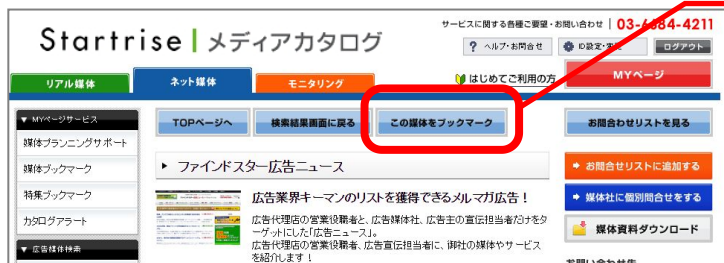 サービスに関する各種ご要望・お問い合わせ | 03-6684-4211
Startrise | メディアカタログ
? ヘルプ・お問合せ
ログアウト
リアル媒体
ネット媒体
モニタリング
はじめてご利用の方
MYページ
▼ MYページサービス
媒体プランニングサポート
媒体ブックマーク
特集ブックマーク
カタログアラート
▼ 広告媒体検索
TOPページへ
検索結果画面に戻る
この媒体をブックマーク
お問合わせリストを見る
ファインドスター広告ニュース
広告業界キーマンのリストを獲得できるメルマガ広告！
広告代理店の営業役職者と、広告媒体社、広告主の宣伝担当者だけをタ
ーゲットにした「広告ニュース」。
広告代理店の営業役職者、広告宣伝担当者に、御社の媒体やサービス
を紹介します！
お問合せリストに追加する
媒体社に個別問合せをする
媒体資料ダウンロード
お問い合わせ先